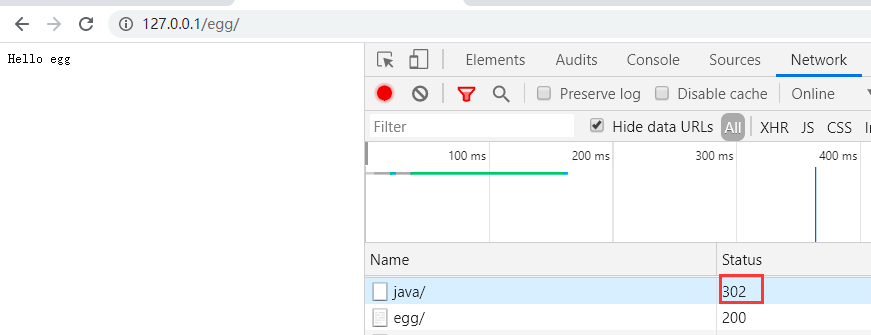 127.0.0.1/egg/
Hello egg
Elements Audits Console Sources Network
Preserve log Disable cache Online
Filter Hide data URLs All XHR JS CSS
100 ms 200 ms 300 ms 400 ms
Name Status
java/ 302
egg/ 200